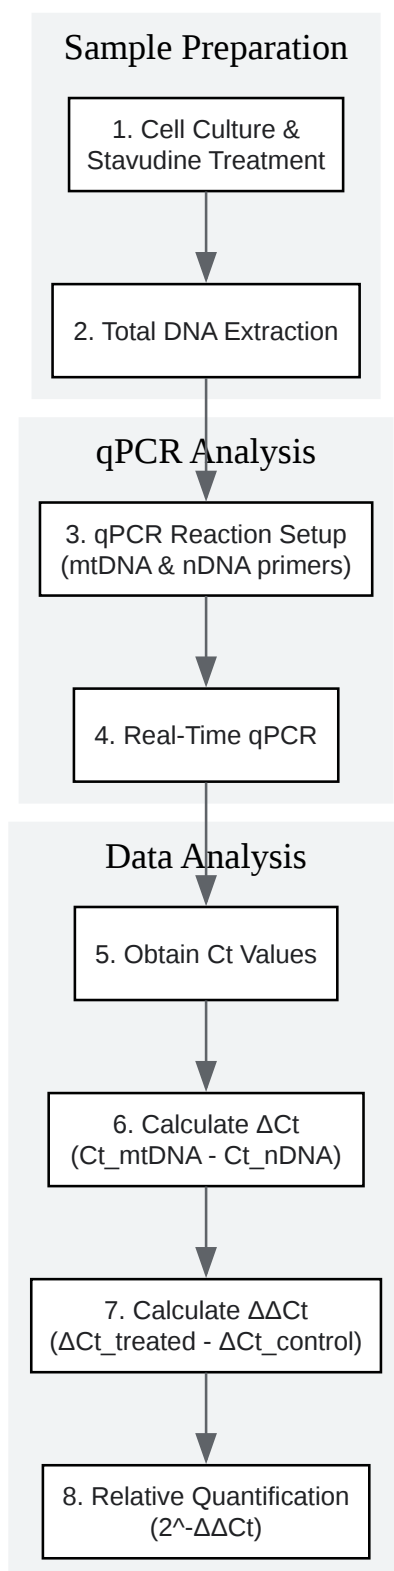 Sample Preparation
1. Cell Culture &
Stavudine Treatment
2. Total DNA Extraction
qPCR Analysis
3. qPCR Reaction Setup
(mtDNA & nDNA primers)
4. Real-Time qPCR
Data Analysis
5. Obtain Ct Values
6. Calculate ΔCt
(Ct_mtDNA - Ct_nDNA)
7. Calculate ΔΔCt
(ΔCt_treated - ΔCt_control)
8. Relative Quantification
(2^-ΔΔCt)